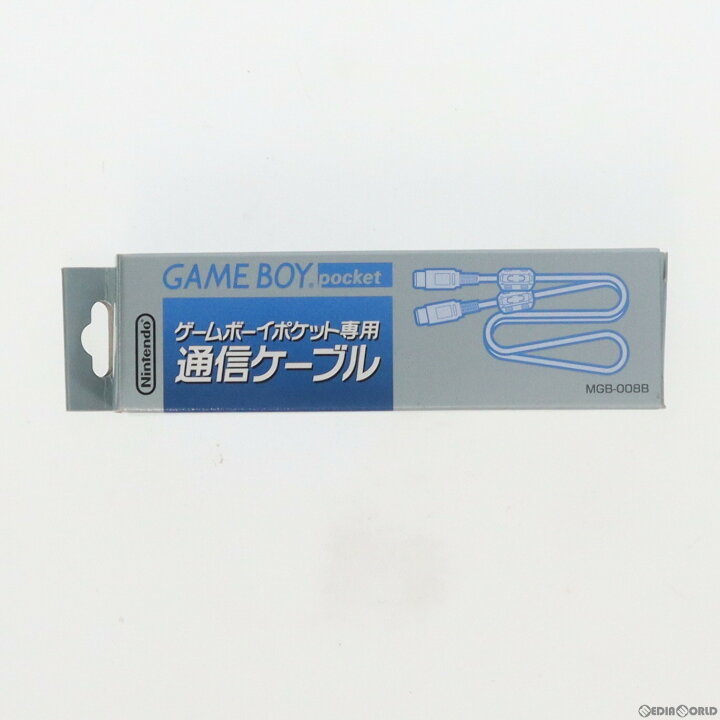 GAME BOY® pocket
Nintendo®
ゲームボーイポケット専用
通信ケーブル
MGB-008B
©MEDIAWORLD